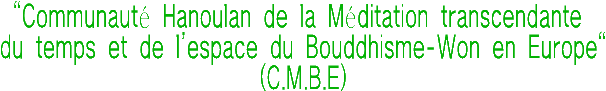 “Communauté Hanoulan de la Méditation transcendante
du temps et de l'espace du Bouddhisme-Won en Europe“
(C.M.B.E)